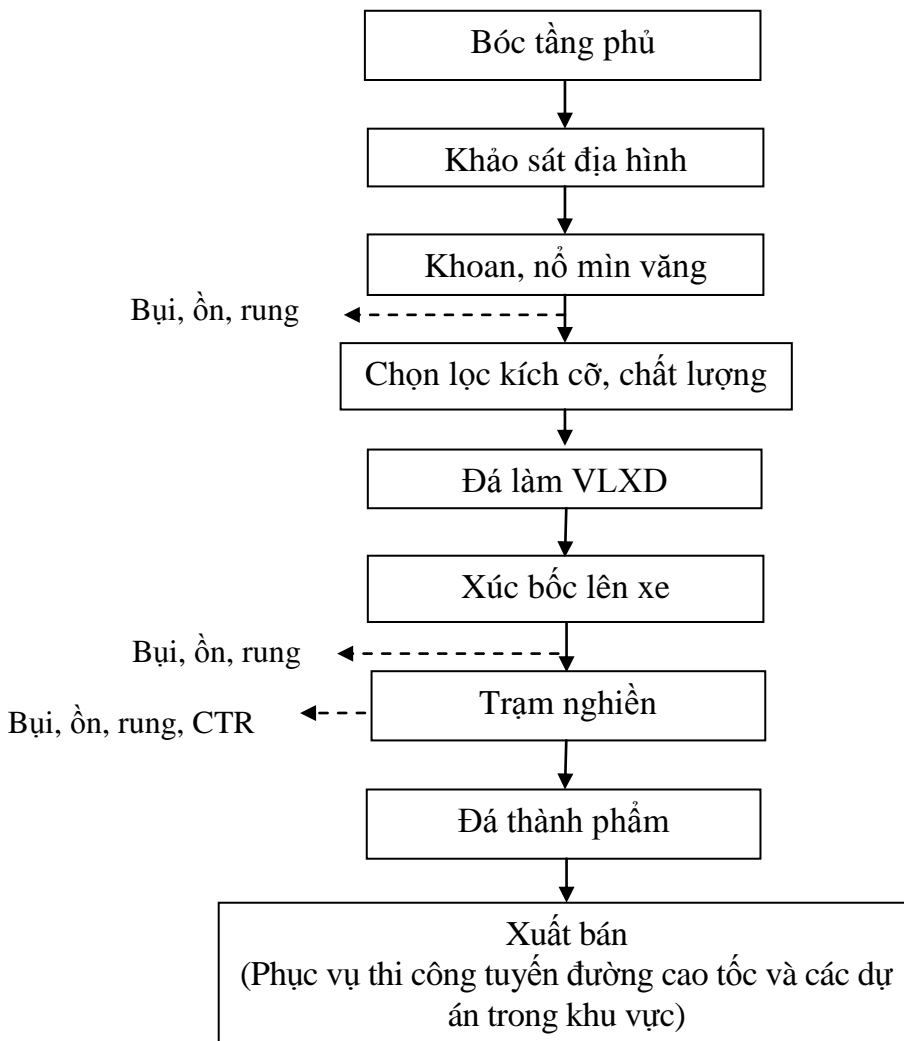 Bóc tầng phủ
Khảo sát địa hình
Khoan, nổ mìn văng
Bụi, ồn, rung
Chọn lọc kích cỡ, chất lượng
Đá làm VLXD
Xúc bốc lên xe
Bụi, ồn, rung
Trạm nghiền
Bụi, ồn, rung, CTR
Đá thành phẩm
Xuất bán
(Phục vụ thi công tuyến đường cao tốc và các dự
án trong khu vực)